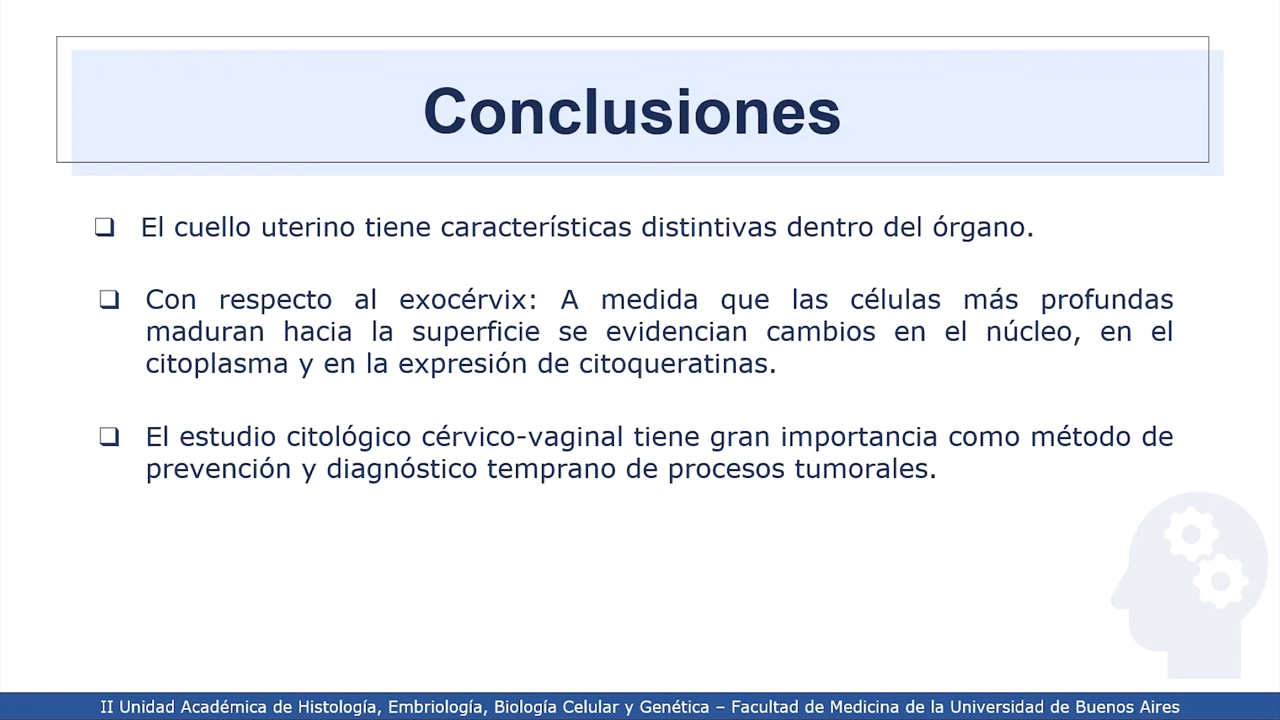 Conclusiones
❑ El cuello uterino tiene características distintivas dentro del órgano.
❑ Con respecto al exocérvix: A medida que las células más profundas
maduran hacia la superficie se evidencian cambios en el núcleo, en el
citoplasma y en la expresión de citoqueratinas.
❑ El estudio citológico cérvico-vaginal tiene gran importancia como método de
prevención y diagnóstico temprano de procesos tumorales.
II Unidad Académica de Histología, Embriología, Biología Celular y Genética – Facultad de Medicina de la Universidad de Buenos Aires